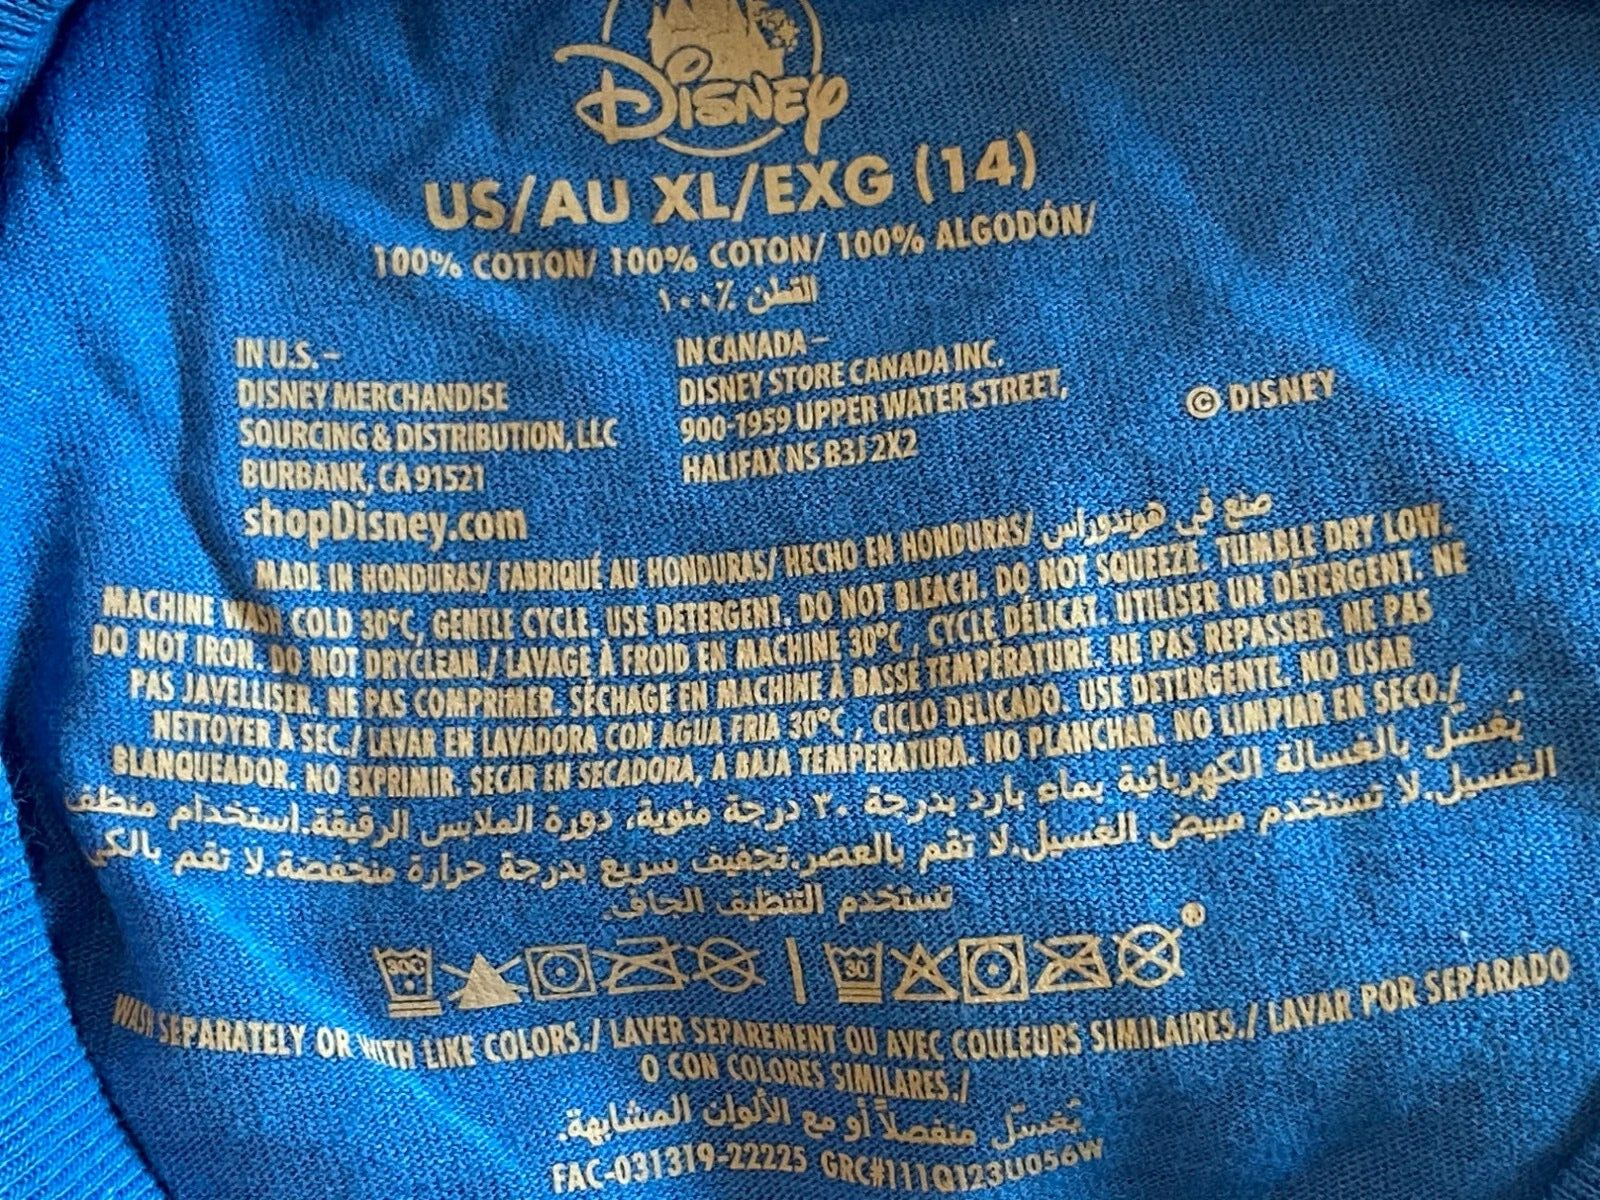 Disney
US/AU XL/EXG (14)
100% COTTON/ 100% COTON/ 100% ALGODÓN/
القطن ٪١٠٠
IN U.S. –
DISNEY MERCHANDISE
SOURCING & DISTRIBUTION, LLC
BURBANK, CA 91521
shopDisney.com
IN CANADA –
DISNEY STORE CANADA INC.
900-1959 UPPER WATER STREET,
HALIFAX NS B3J 2X2
© DISNEY
MADE IN HONDURAS/ FABRIQUÉ AU HONDURAS/ HECHO EN HONDURAS/ صنع في هوندوراس
MACHINE WASH COLD 30°C, GENTLE CYCLE. USE DETERGENT. DO NOT BLEACH. DO NOT SQUEEZE. TUMBLE DRY LOW.
DO NOT IRON. DO NOT DRYCLEAN./ LAVAGE À FROID EN MACHINE 30°C , CYCLE DÉLICAT. UTILISER UN DÉTERGENT. NE
PAS JAVELLISER. NE PAS COMPRIMER. SÉCHAGE EN MACHINE À BASSE TEMPÉRATURE. NE PAS REPASSER. NE PAS
NETTOYER À SEC./ LAVAR EN LAVADORA CON AGUA FRIA 30°C , CICLO DELICADO. USE DETERGENTE. NO USAR
BLANQUEADOR. NO EXPRIMIR. SECAR EN SECADORA, A BAJA TEMPERATURA. NO PLANCHAR. NO LIMPIAR EN SECO./
يُغسَّل بالغسالة الكهربائية بماء بارد بدرجة ٣٠ درجة مئوية، دورة الملابس الرقيقة.استخدام منظف
الغسيل.لا تستخدم مبيض الغسيل.لا تقم بالعصر.تجفيف سريع بدرجة حرارة منخفضة.لا تقم بالكي
تستخدم التنظيف الجاف.
30C 30 ®
WASH SEPARATELY OR WITH LIKE COLORS./ LAVER SEPAREMENT OU AVEC COULEURS SIMILAIRES./ LAVAR POR SEPARADO
O CON COLORES SIMILARES./
يُغسَّل منفصلاً أو مع الألوان المشابهة.
FAC-031319-22225 GRC#111Q123U056W